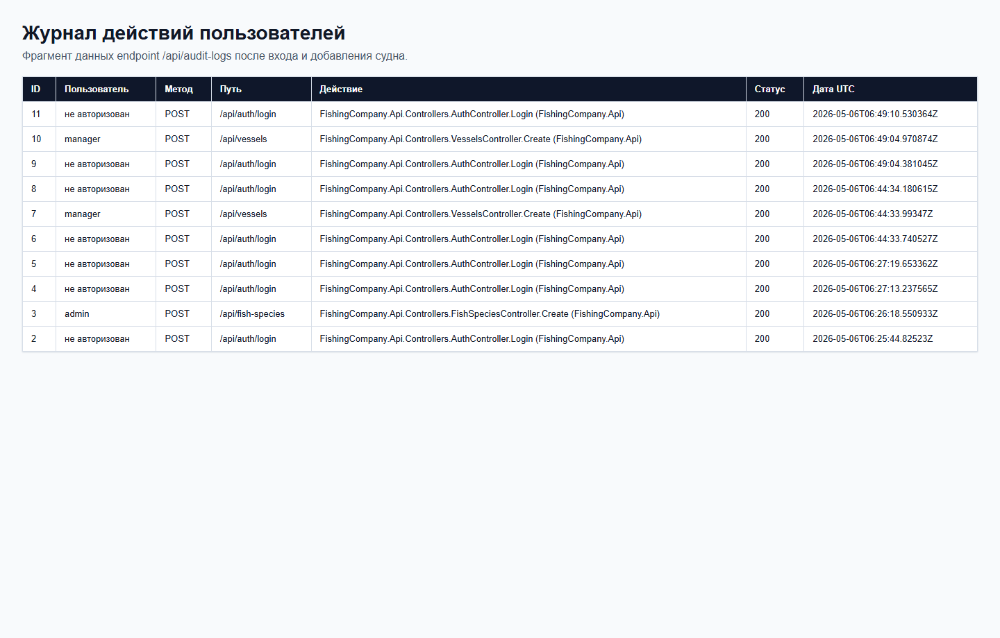 Журнал действий пользователей
Фрагмент данных endpoint /api/audit-logs после входа и добавления судна.
ID Пользователь Метод Путь Действие Статус Дата UTC
11 не авторизован POST /api/auth/login FishingCompany.Api.Controllers.AuthController.Login (FishingCompany.Api) 200 2026-05-06T06:49:10.530364Z
10 manager POST /api/vessels FishingCompany.Api.Controllers.VesselsController.Create (FishingCompany.Api) 200 2026-05-06T06:49:04.970874Z
9 не авторизован POST /api/auth/login FishingCompany.Api.Controllers.AuthController.Login (FishingCompany.Api) 200 2026-05-06T06:49:04.381045Z
8 не авторизован POST /api/auth/login FishingCompany.Api.Controllers.AuthController.Login (FishingCompany.Api) 200 2026-05-06T06:44:34.180615Z
7 manager POST /api/vessels FishingCompany.Api.Controllers.VesselsController.Create (FishingCompany.Api) 200 2026-05-06T06:44:33.99347Z
6 не авторизован POST /api/auth/login FishingCompany.Api.Controllers.AuthController.Login (FishingCompany.Api) 200 2026-05-06T06:44:33.740527Z
5 не авторизован POST /api/auth/login FishingCompany.Api.Controllers.AuthController.Login (FishingCompany.Api) 200 2026-05-06T06:27:19.653362Z
4 не авторизован POST /api/auth/login FishingCompany.Api.Controllers.AuthController.Login (FishingCompany.Api) 200 2026-05-06T06:27:13.237565Z
3 admin POST /api/fish-species FishingCompany.Api.Controllers.FishSpeciesController.Create (FishingCompany.Api) 200 2026-05-06T06:26:18.550933Z
2 не авторизован POST /api/auth/login FishingCompany.Api.Controllers.AuthController.Login (FishingCompany.Api) 200 2026-05-06T06:25:44.82523Z